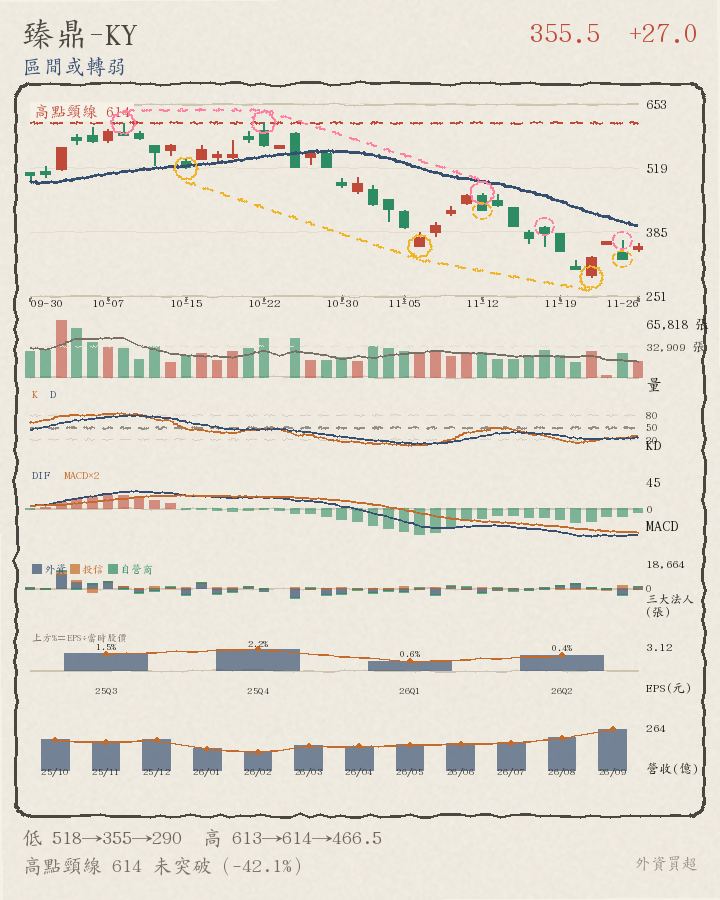 臻鼎-KY
355.5 +27.0
區間或轉弱
高點頸線 614
653
519
385
251
09-30 10-07 10-15 10-22 10-30 11-05 11-12 11-19 11-26
65,818 張
32,909 張
量
K D
80
50
20
KD
DIF MACD×2
45
0
MACD
外資 投信 自營商
18,664
0
三大法人
(張)
上方%=EPS÷當時股價
1.5% 2.2% 0.6% 0.4%
3.12
25Q3 25Q4 26Q1 26Q2
EPS(元)
264
25/10 25/11 25/12 26/01 26/02 26/03 26/04 26/05 26/06 26/07 26/08 26/09
營收(億)
低 518→355→290 高 613→614→466.5
高點頸線 614 未突破 (-42.1%)
外資買超